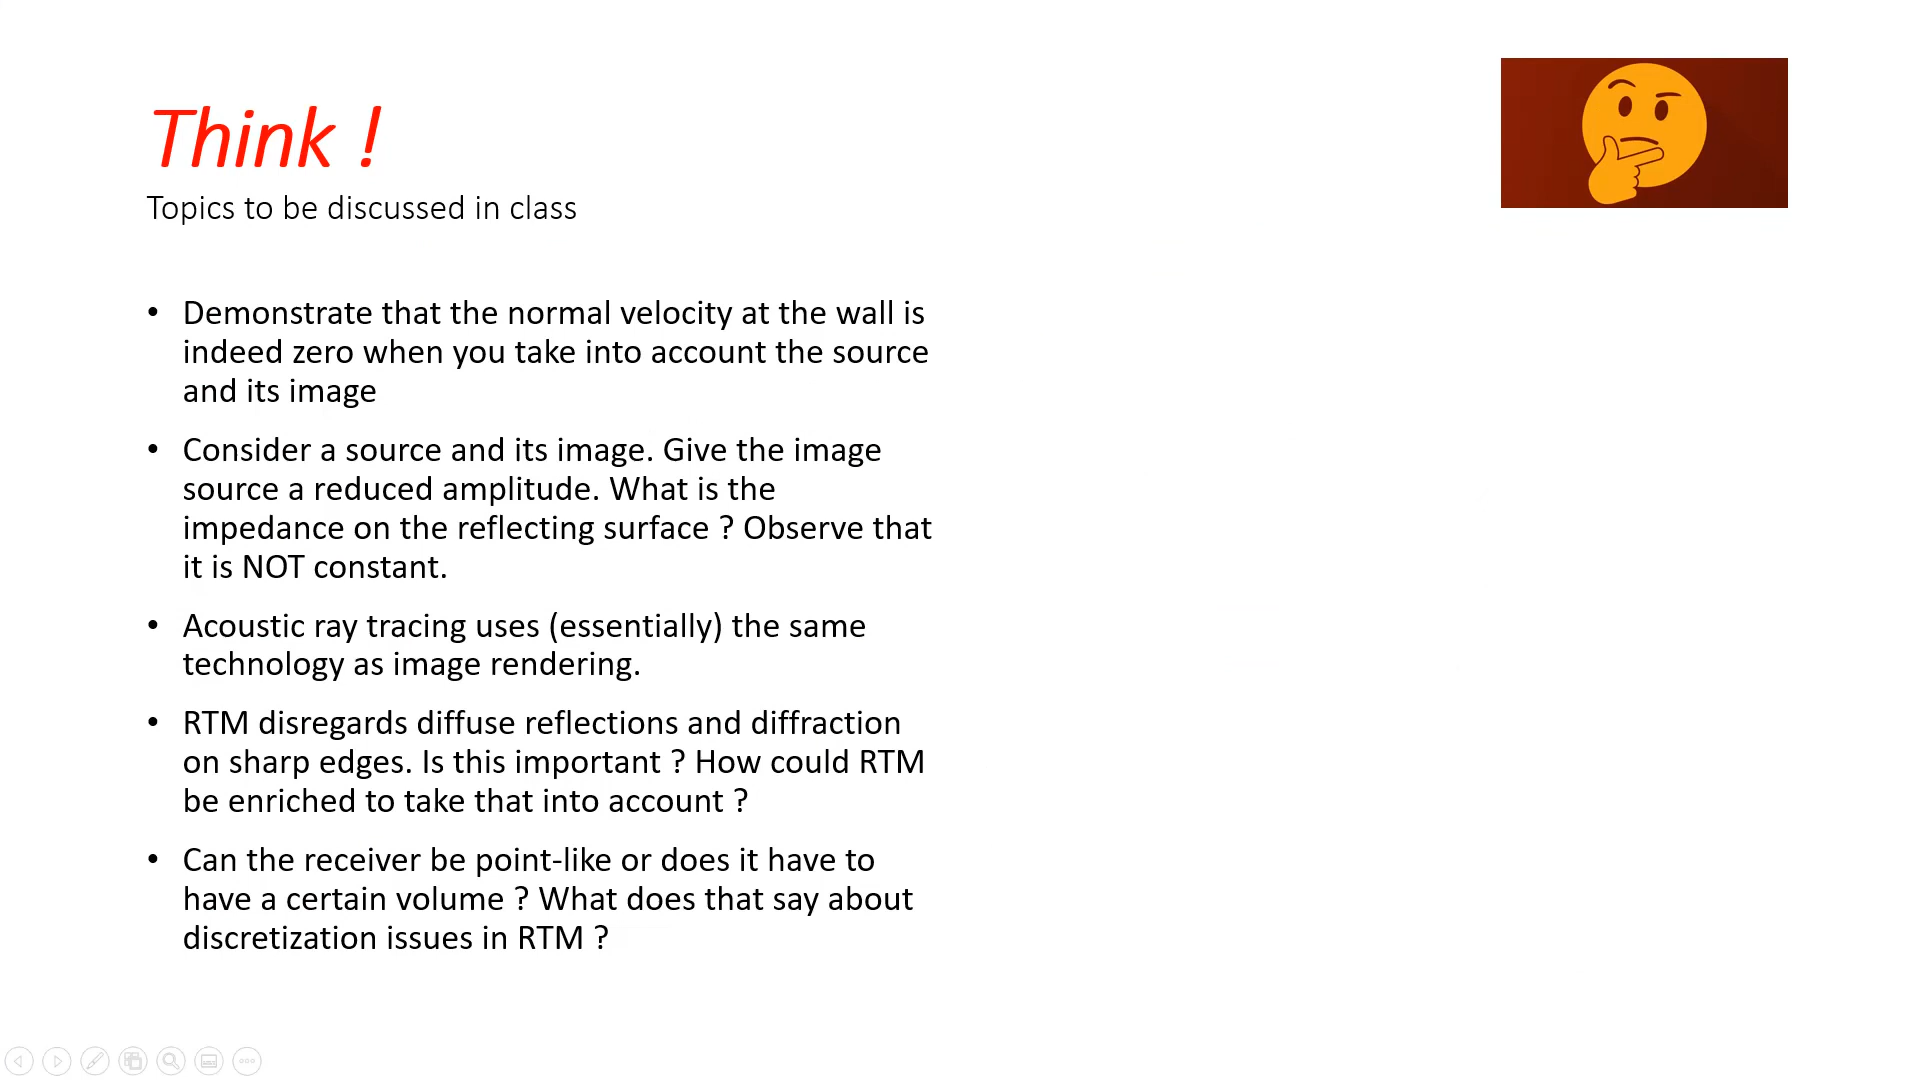 Think !
Topics to be discussed in class
• Demonstrate that the normal velocity at the wall is
indeed zero when you take into account the source
and its image
• Consider a source and its image. Give the image
source a reduced amplitude. What is the
impedance on the reflecting surface ? Observe that
it is NOT constant.
• Acoustic ray tracing uses (essentially) the same
technology as image rendering.
• RTM disregards diffuse reflections and diffraction
on sharp edges. Is this important ? How could RTM
be enriched to take that into account ?
• Can the receiver be point-like or does it have to
have a certain volume ? What does that say about
discretization issues in RTM ?